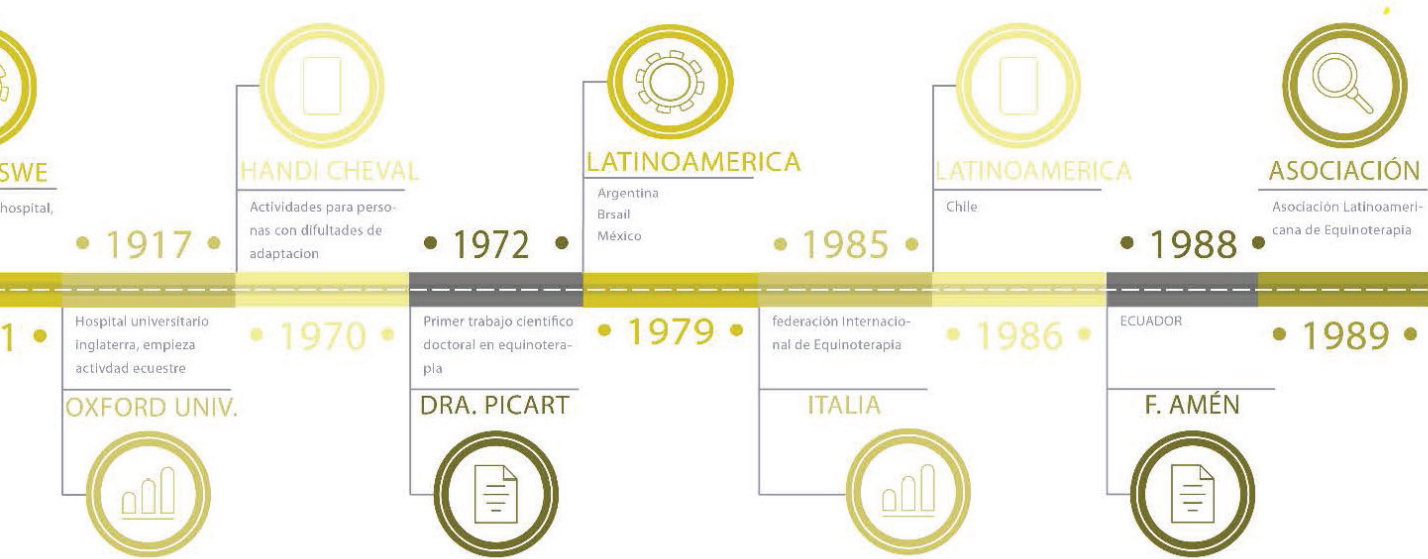 SWE
hospital,
1
1917
Hospital universitario
inglaterra, empieza
activdad ecuestre
OXFORD UNIV.
HANDI CHEVAL
Actividades para perso-
nas con difultades de
adaptacion
1970
1972
Primer trabajo cientifico
doctoral en equinotera-
pia
DRA. PICART
LATINOAMERICA
Argentina
Brsail
México
1979
1985
federación Internacio-
nal de Equinoterapia
ITALIA
LATINOAMERICA
Chile
1986
1988
ECUADOR
F. AMÉN
ASOCIACIÓN
Asociación Latinoameri-
cana de Equinoterapia
1989